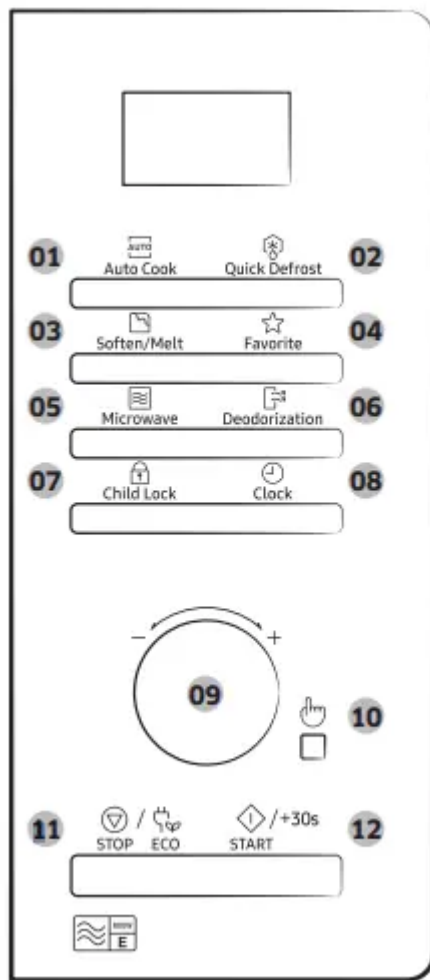 01 AUTO 02
Auto Cook Quick Defrost
03 04
Soften/Melt Favorite
05 06
Microwave Deodorization
07 08
Child Lock Clock
- +
09
10
11 / /+30s 12
STOP ECO START
E